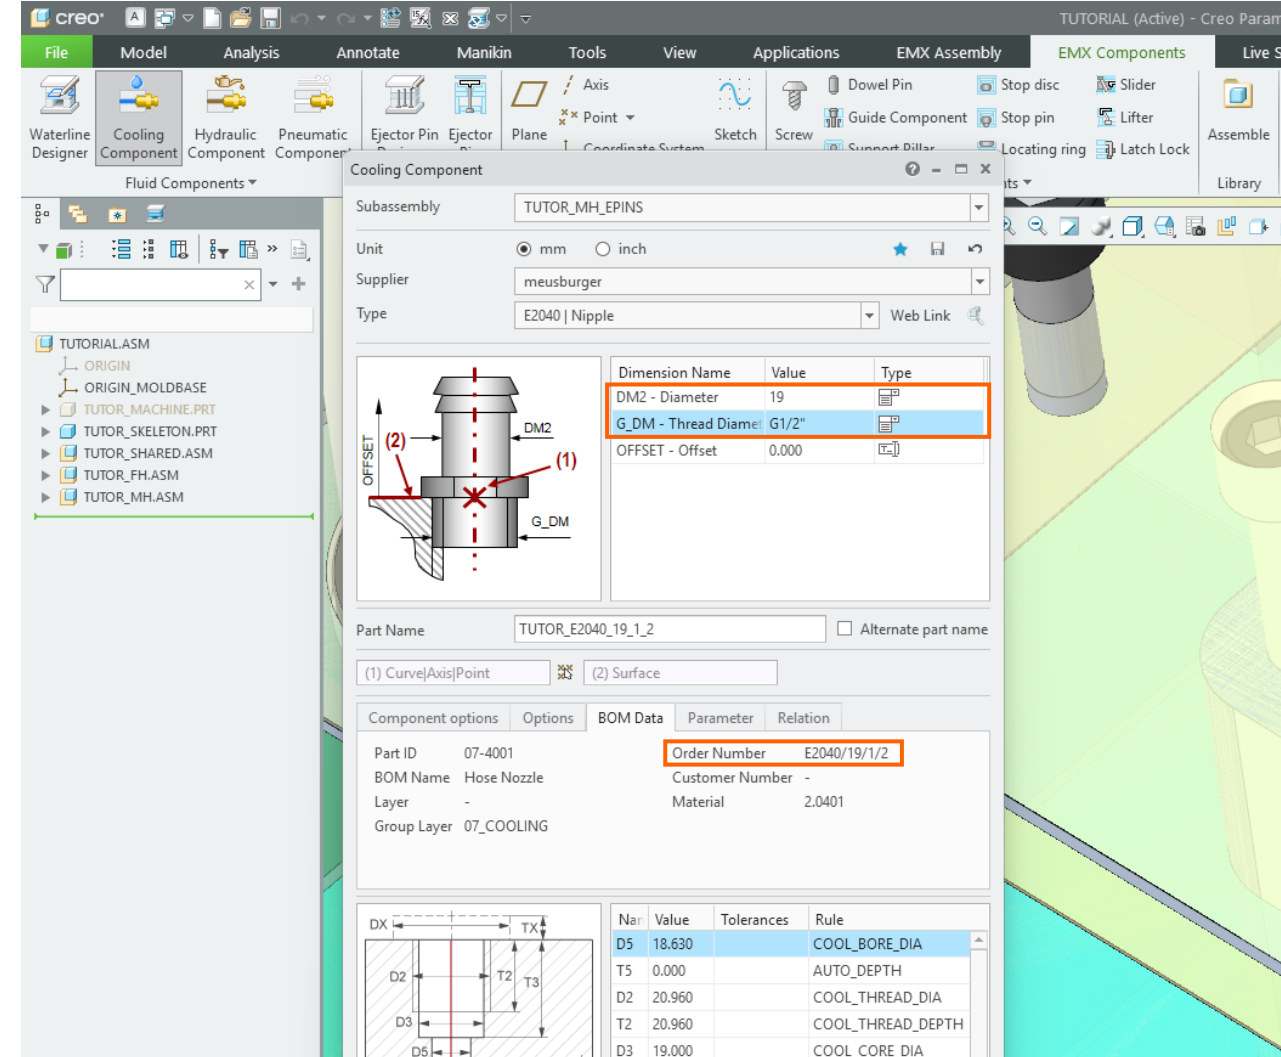 creo°
TUTORIAL (Active) - Creo Param
File Model Analysis Annotate Manikin Tools View Applications EMX Assembly EMX Components Live S
Axis
Dowel Pin
Stop disc
Slider
Point
Guide Component
Stop pin
Lifter
Waterline Designer
Cooling Component
Hydraulic Component
Pneumatic Component
Ejector Pin
Ejector
Plane
Coordinate System
Sketch
Screw
Support Pillar
Locating ring
Latch Lock
Assemble
Fluid Components
nts
Library
Cooling Component
Subassembly TUTOR_MH_EPINS
Unit mm inch
Supplier meusburger
Type E2040 | Nipple Web Link
TUTORIAL.ASM
ORIGIN
ORIGIN_MOLDBASE
TUTOR_MACHINE.PRT
TUTOR_SKELETON.PRT
TUTOR_SHARED.ASM
TUTOR_FH.ASM
TUTOR_MH.ASM
OFFSET
(2)
DM2
(1)
G_DM
Dimension Name Value Type
DM2 - Diameter 19
G_DM - Thread Diamet G1/2"
OFFSET - Offset 0.000
Part Name TUTOR_E2040_19_1_2 Alternate part name
(1) Curve|Axis|Point (2) Surface
Component options Options BOM Data Parameter Relation
Part ID 07-4001 Order Number E2040/19/1/2
BOM Name Hose Nozzle Customer Number -
Layer - Material 2.0401
Group Layer 07_COOLING
DX TX
D2 T2 T3
D3
D5
Nar Value Tolerances Rule
D5 18.630 COOL_BORE_DIA
T5 0.000 AUTO_DEPTH
D2 20.960 COOL_THREAD_DIA
T2 20.960 COOL_THREAD_DEPTH
D3 19.000 COOL_CORE_DIA